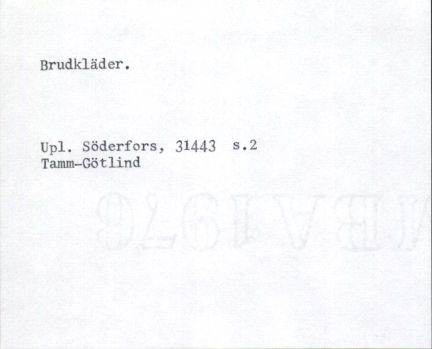 Brudkläder.
Upl. Söderfors, 31443 s.2
Tamm-Götlind